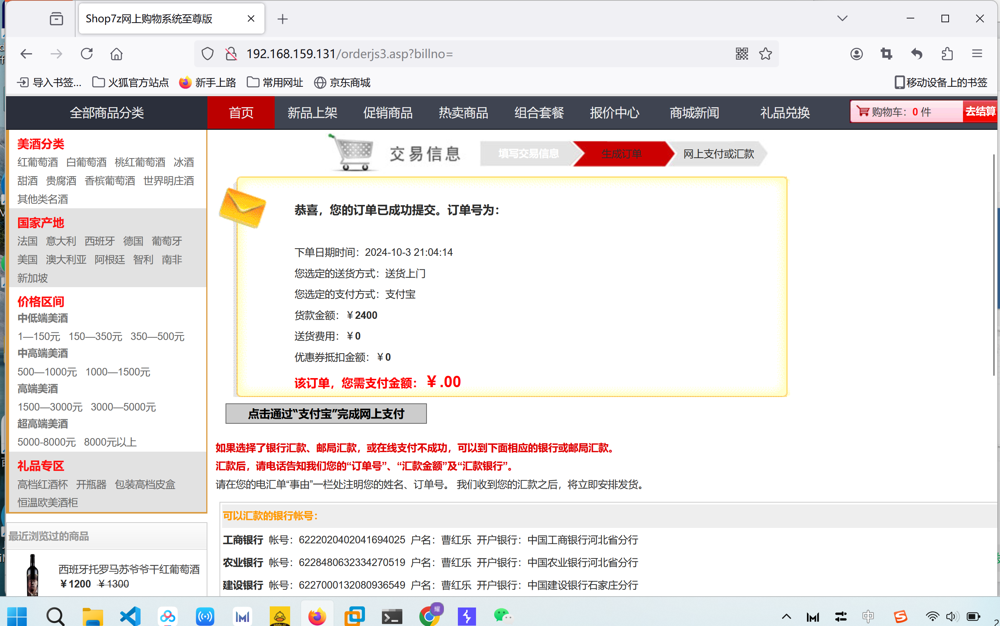 Shop7z网上购物系统至尊版
192.168.159.131/orderjs3.asp?billno=
导入书签... 火狐官方站点 新手上路 常用网址 京东商城 移动设备上的书签
全部商品分类 首页 新品上架 促销商品 热卖商品 组合套餐 报价中心 商城新闻 礼品兑换 购物车：0 件 去结算
美酒分类
红葡萄酒 白葡萄酒 桃红葡萄酒 冰酒
甜酒 贵腐酒 香槟葡萄酒 世界明庄酒
其他类名酒
国家产地
法国 意大利 西班牙 德国 葡萄牙
美国 澳大利亚 阿根廷 智利 南非
新加坡
价格区间
中低端美酒
1—150元 150—350元 350—500元
中高端美酒
500—1000元 1000—1500元
高端美酒
1500—3000元 3000—5000元
超高端美酒
5000-8000元 8000元以上
礼品专区
高档红酒杯 开瓶器 包装高档皮盒
恒温欧美酒柜
最近浏览过的商品
西班牙托罗马苏爷爷干红葡萄酒
￥1200 ￥1300
交易信息 填写交易信息 生成订单 网上支付或汇款
恭喜，您的订单已成功提交。订单号为：
下单日期时间：2024-10-3 21:04:14
您选定的送货方式：送货上门
您选定的支付方式：支付宝
货款金额：￥2400
送货费用：￥0
优惠券抵扣金额：￥0
该订单，您需支付金额：￥.00
点击通过“支付宝”完成网上支付
如果选择了银行汇款、邮局汇款，或在线支付不成功，可以到下面相应的银行或邮局汇款。
汇款后，请电话告知我们您的“订单号”、“汇款金额”及“汇款银行”。
请在您的电汇单“事由”一栏处注明您的姓名、订单号。 我们收到您的汇款之后，将立即安排发货。
可以汇款的银行帐号：
工商银行 帐号：6222020402041694025 户名：曹红乐 开户银行：中国工商银行河北省分行
农业银行 帐号：6228480632334270519 户名：曹红乐 开户银行：中国农业银行河北省分行
建设银行 帐号：6227000132080936549 户名：曹红乐 开户银行：中国建设银行石家庄分行
中